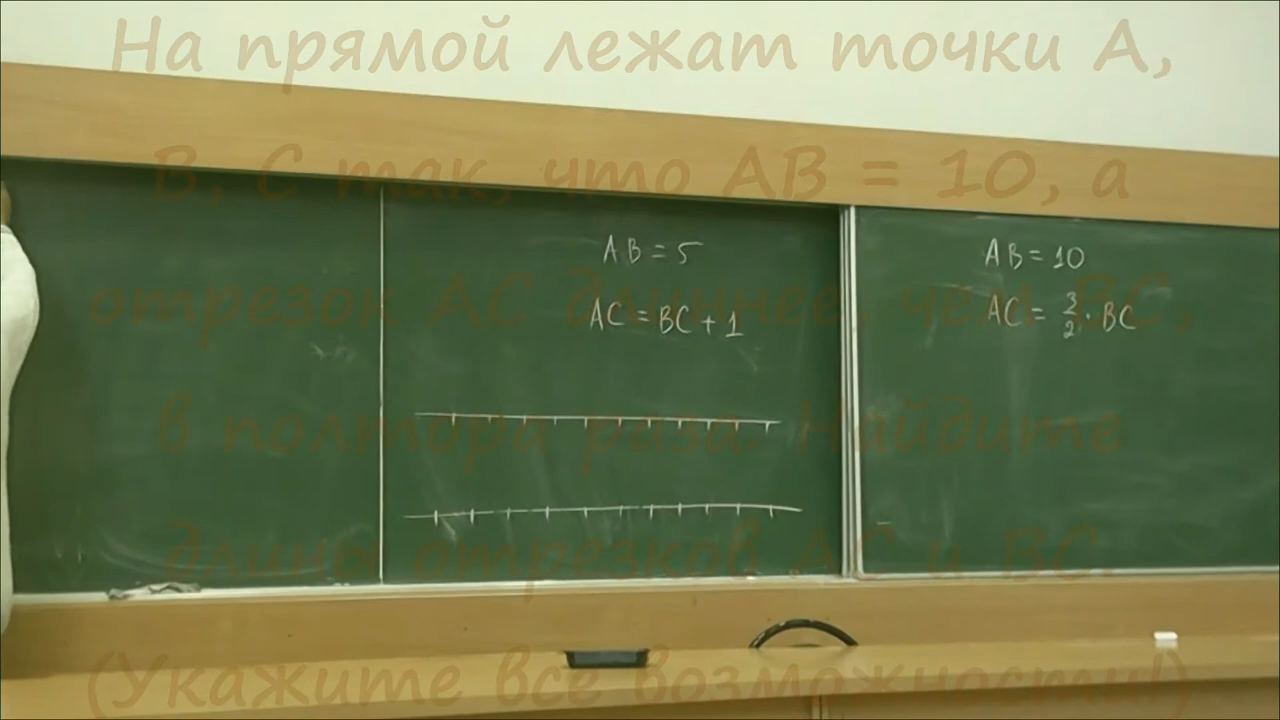 На прямой лежат точки А,
В, С так, что АВ = 10, а
отрезок АС длиннее, чем ВС,
в полтора раза. Найдите
длины отрезков АС и ВС.
(Укажите все возможности!)
AB = 5
AC = BC + 1
AB = 10
AC = 3/2 · BC